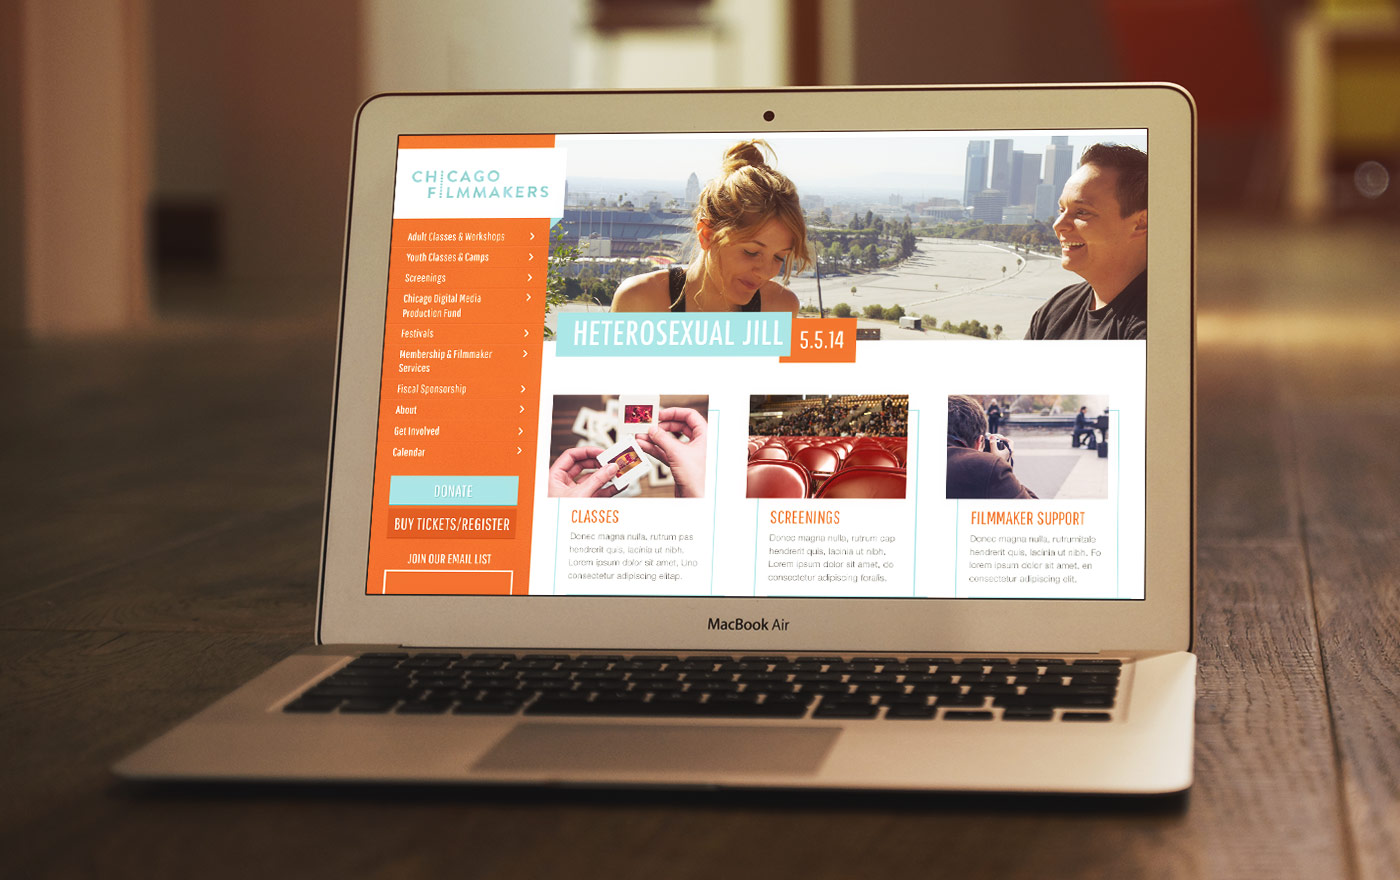 CHICAGO
FILMMAKERS
Adult Classes & Workshops
Youth Classes & Camps
Screenings
Chicago Digital Media
Production Fund
Festivals
Membership & Filmmaker
Services
Fiscal Sponsorship
About
Get Involved
Calendar
DONATE
BUY TICKETS/REGISTER
JOIN OUR EMAIL LIST
HETEROSEXUAL JILL
5.5.14
CLASSES
Donec magna nulla, rutrum pas
hendrerit quis, lacinia ut nibh.
Lorem ipsum dolor sit amet, Lino
consectetur adipiscing elitap.
SCREENINGS
Donec magna nulla, rutrum cap
hendrerit quis, lacinia ut nibh.
Lorem ipsum dolor sit amet, do
consectetur adipiscing foralis.
FILMMAKER SUPPORT
Donec magna nulla, rutrumitale
hendrerit quis, lacinia ut nibh. Fo
lorem ipsum dolor sit amet,
consectetur adipiscing elit.
MacBook Air